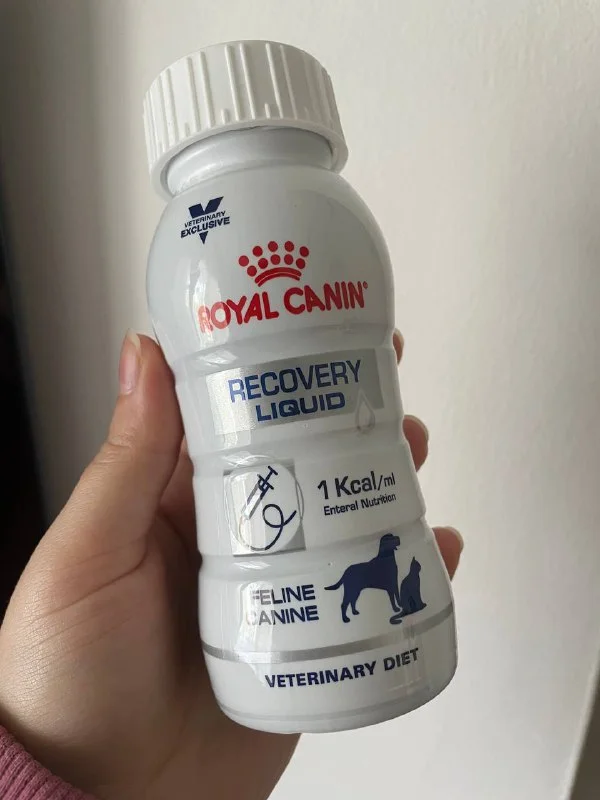 VETERINARY
EXCLUSIVE
ROYAL CANIN®
RECOVERY
LIQUID
1 Kcal/ml
Enteral Nutrition
FELINE
CANINE
VETERINARY DIET